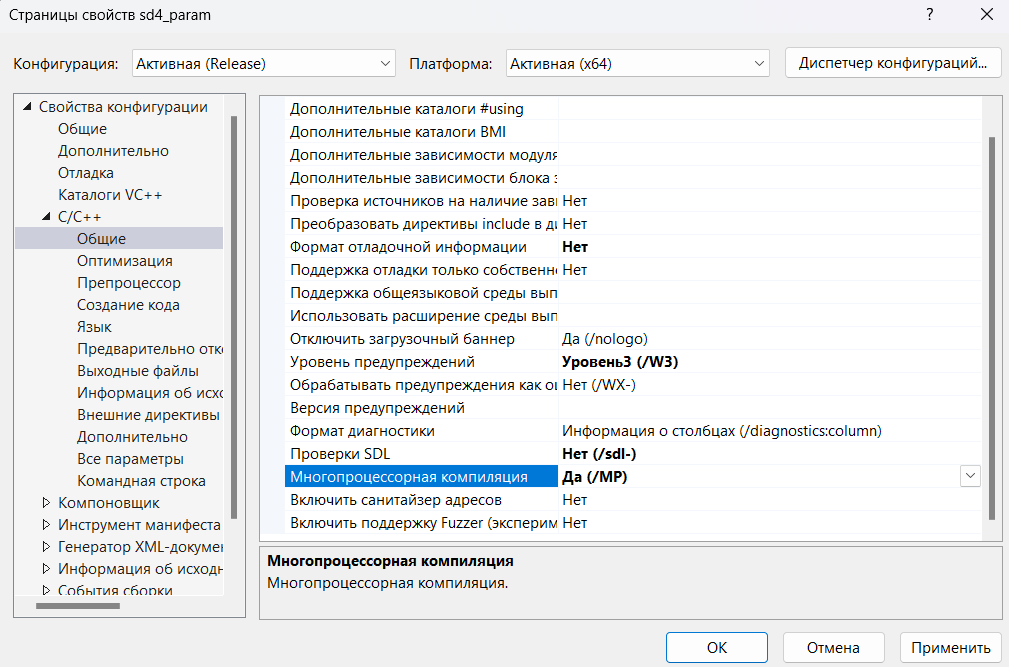 Страницы свойств sd4_param
?
Конфигурация: Активная (Release) Платформа: Активная (x64) Диспетчер конфигураций...
Свойства конфигурации
Общие
Дополнительно
Отладка
Каталоги VC++
C/C++
Общие
Оптимизация
Препроцессор
Создание кода
Язык
Предварительно отко
Выходные файлы
Информация об исхо
Внешние директивы
Дополнительно
Все параметры
Командная строка
Компоновщик
Инструмент манифеста
Генератор XML-докумен
Информация об исходн
События сборки
Дополнительные каталоги #using
Дополнительные каталоги BMI
Дополнительные зависимости модуля
Дополнительные зависимости блока з
Проверка источников на наличие зави Нет
Преобразовать директивы include в ди Нет
Формат отладочной информации Нет
Поддержка отладки только собственн Нет
Поддержка общеязыковой среды вып
Использовать расширение среды вып
Отключить загрузочный баннер Да (/nologo)
Уровень предупреждений Уровень3 (/W3)
Обрабатывать предупреждения как ош Нет (/WX-)
Версия предупреждений
Формат диагностики Информация о столбцах (/diagnostics:column)
Проверки SDL Нет (/sdl-)
Многопроцессорная компиляция Да (/MP)
Включить санитайзер адресов Нет
Включить поддержку Fuzzer (эксперим Нет
Многопроцессорная компиляция
Многопроцессорная компиляция.
ОК Отмена Применить